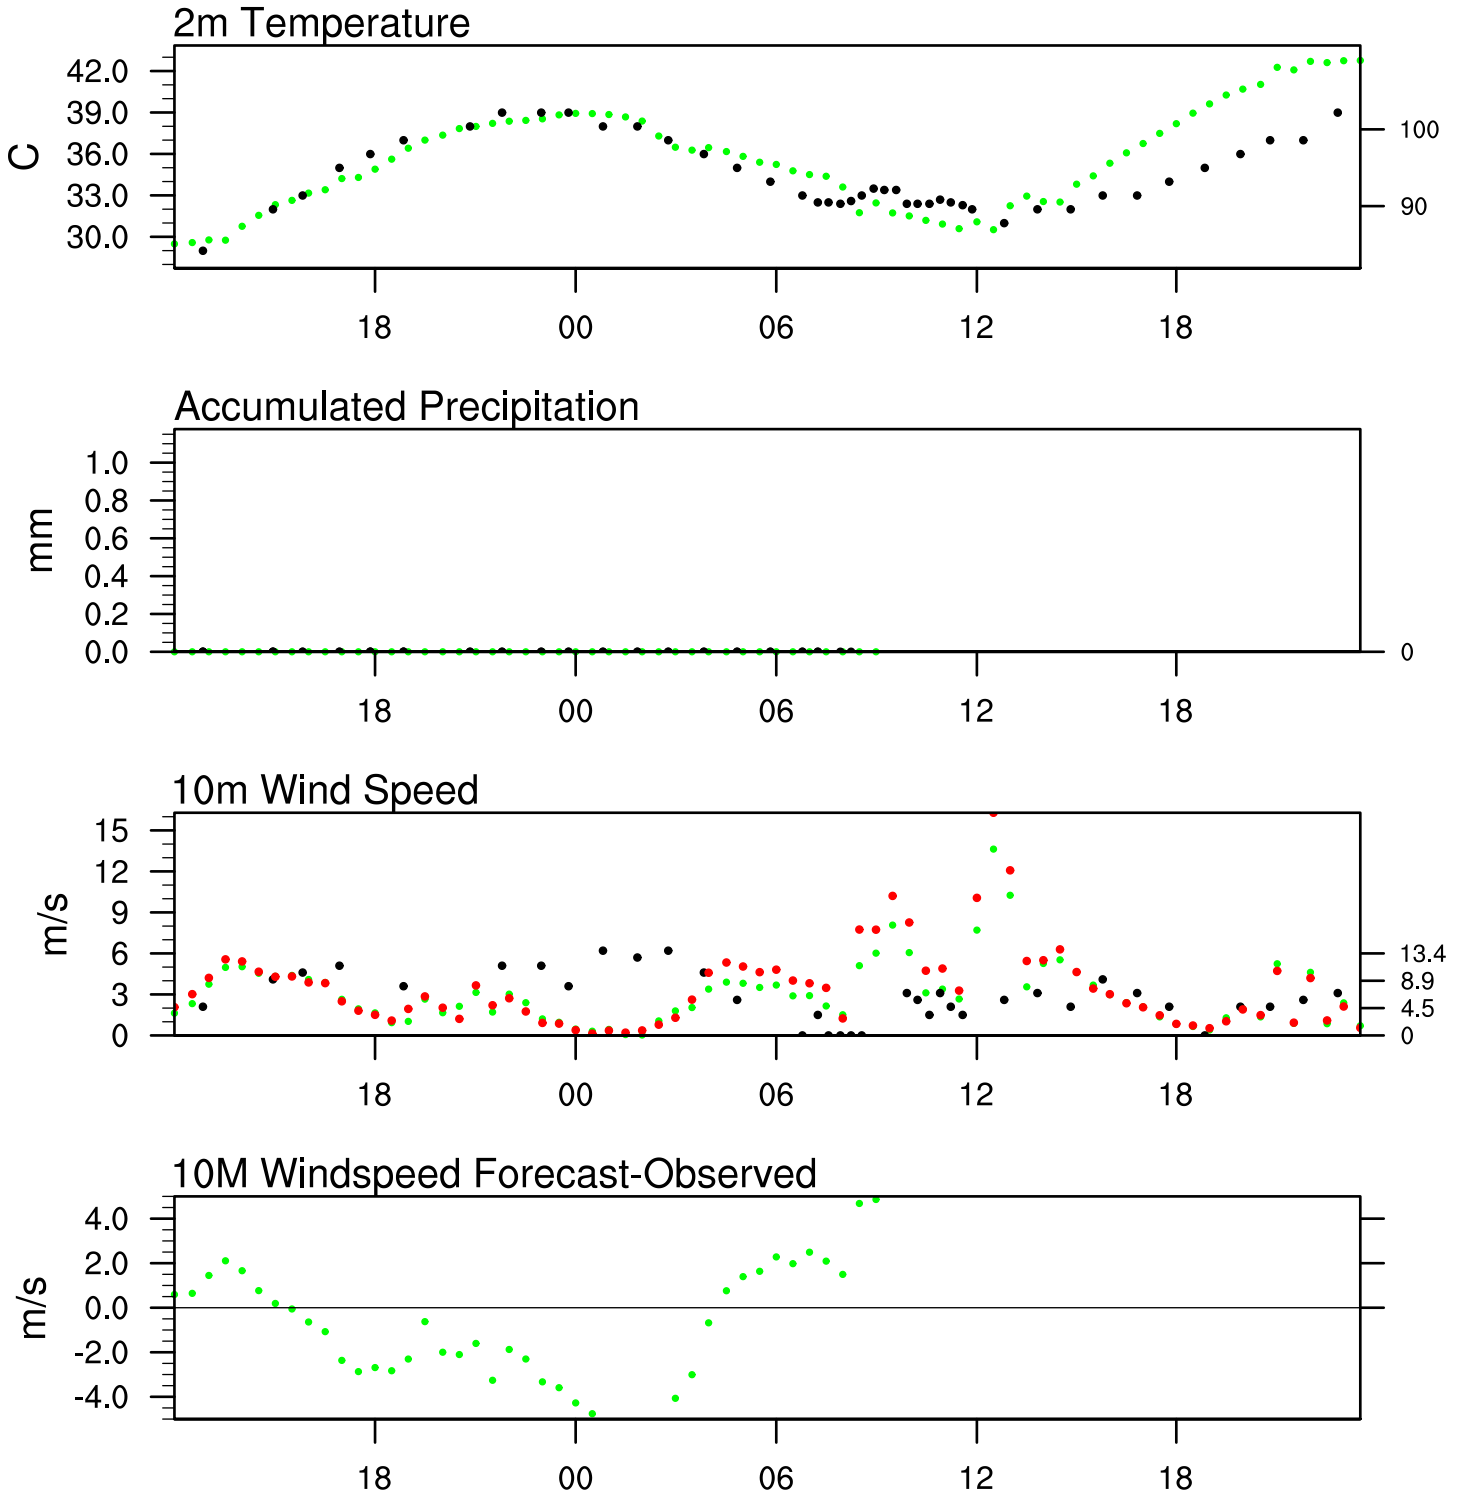 2m Temperature
C
42.0
39.0
36.0
33.0
30.0
100
90
18 00 06 12 18
Accumulated Precipitation
mm
1.0
0.8
0.6
0.4
0.2
0.0
0
18 00 06 12 18
10m Wind Speed
m/s
15
12
9
6
3
0
13.4
8.9
4.5
0
18 00 06 12 18
10M Windspeed Forecast-Observed
m/s
4.0
2.0
0.0
-2.0
-4.0
18 00 06 12 18